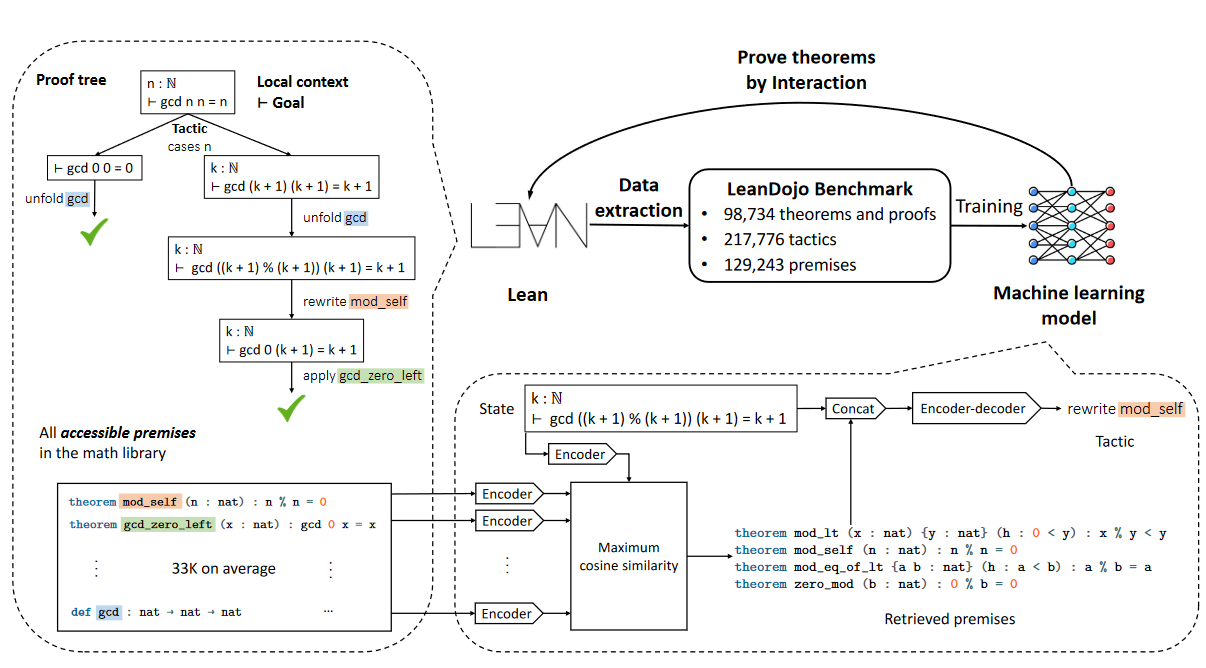 Proof tree
n : ℕ
⊢ gcd n n = n
Local context
⊢ Goal
Tactic
cases n
⊢ gcd 0 0 = 0
k : ℕ
⊢ gcd (k + 1) (k + 1) = k + 1
unfold gcd
unfold gcd
k : ℕ
⊢ gcd ((k + 1) % (k + 1)) (k + 1) = k + 1
rewrite mod_self
k : ℕ
⊢ gcd 0 (k + 1) = k + 1
apply gcd_zero_left
All accessible premises
in the math library
theorem mod_self (n : nat) : n % n = 0
theorem gcd_zero_left (x : nat) : gcd 0 x = x
⋮ 33K on average ⋮
def gcd : nat → nat → nat ...
Prove theorems
by Interaction
LEAN
Lean
Data
extraction
LeanDojo Benchmark
• 98,734 theorems and proofs
• 217,776 tactics
• 129,243 premises
Training
Machine learning
model
State
k : ℕ
⊢ gcd ((k + 1) % (k + 1)) (k + 1) = k + 1
Concat
Encoder-decoder
rewrite mod_self
Tactic
Encoder
Encoder
Encoder
⋮
Encoder
Maximum
cosine similarity
theorem mod_lt (x : nat) {y : nat} (h : 0 < y) : x % y < y
theorem mod_self (n : nat) : n % n = 0
theorem mod_eq_of_lt {a b : nat} (h : a < b) : a % b = a
theorem zero_mod (b : nat) : 0 % b = 0
Retrieved premises